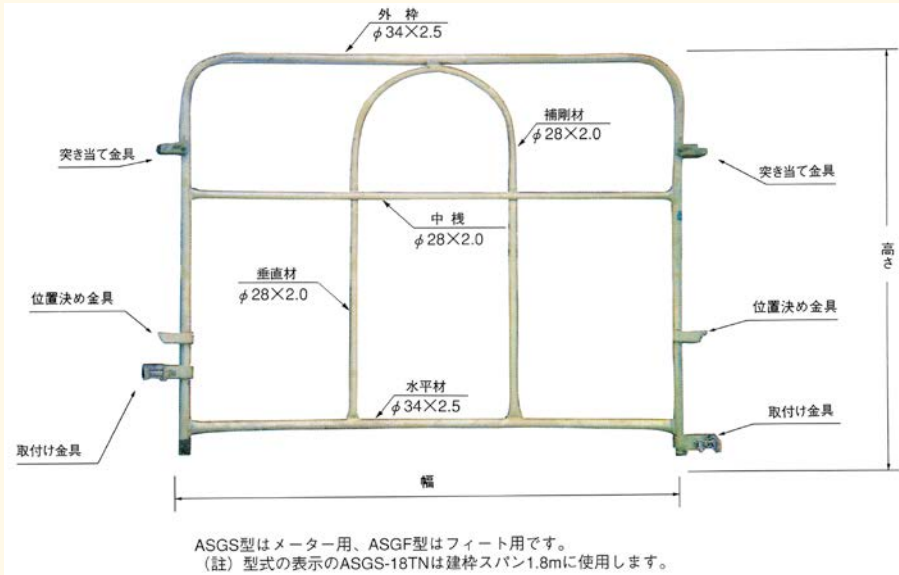 外 枠
φ34×2.5
補剛材
φ28×2.0
突き当て金具
突き当て金具
中 桟
φ28×2.0
高さ
垂直材
φ28×2.0
位置決め金具
位置決め金具
水平材
φ34×2.5
取付け金具
取付け金具
幅
ASGS型はメーター用、ASGF型はフィート用です。
（註）型式の表示のASGS-18TNは建枠スパン1.8mに使用します。